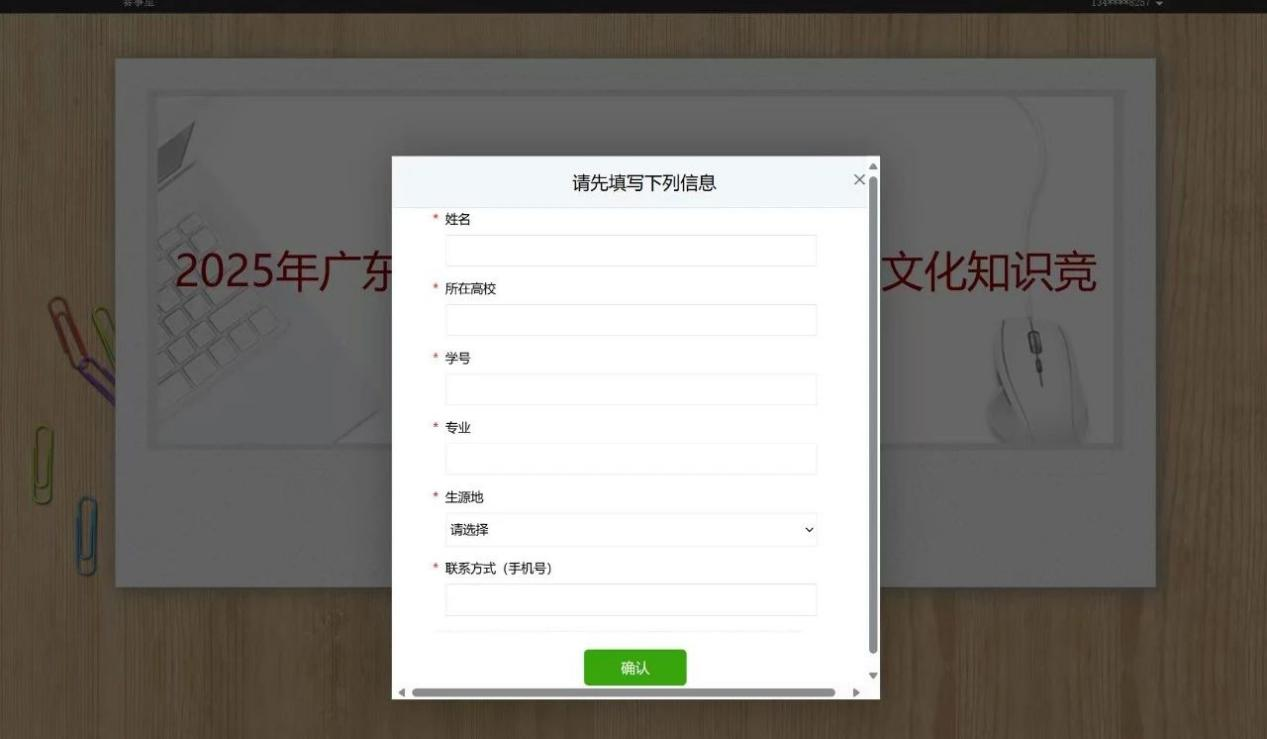 2025年广东
文化知识竞
请先填写下列信息
* 姓名
* 所在高校
* 学号
* 专业
* 生源地
请选择
* 联系方式（手机号）
确认